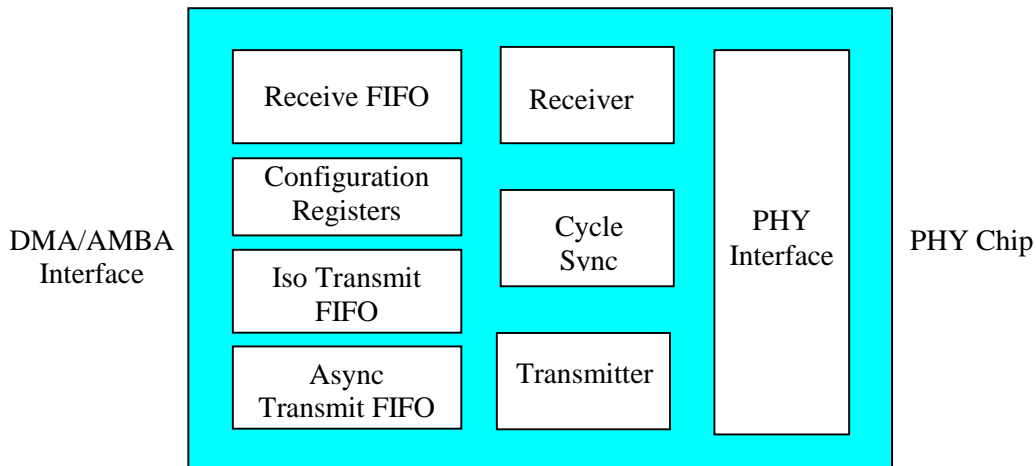 DMA/AMBA
Interface
Receive FIFO
Configuration
Registers
Iso Transmit
FIFO
Async
Transmit FIFO
Receiver
Cycle
Sync
Transmitter
PHY
Interface
PHY Chip